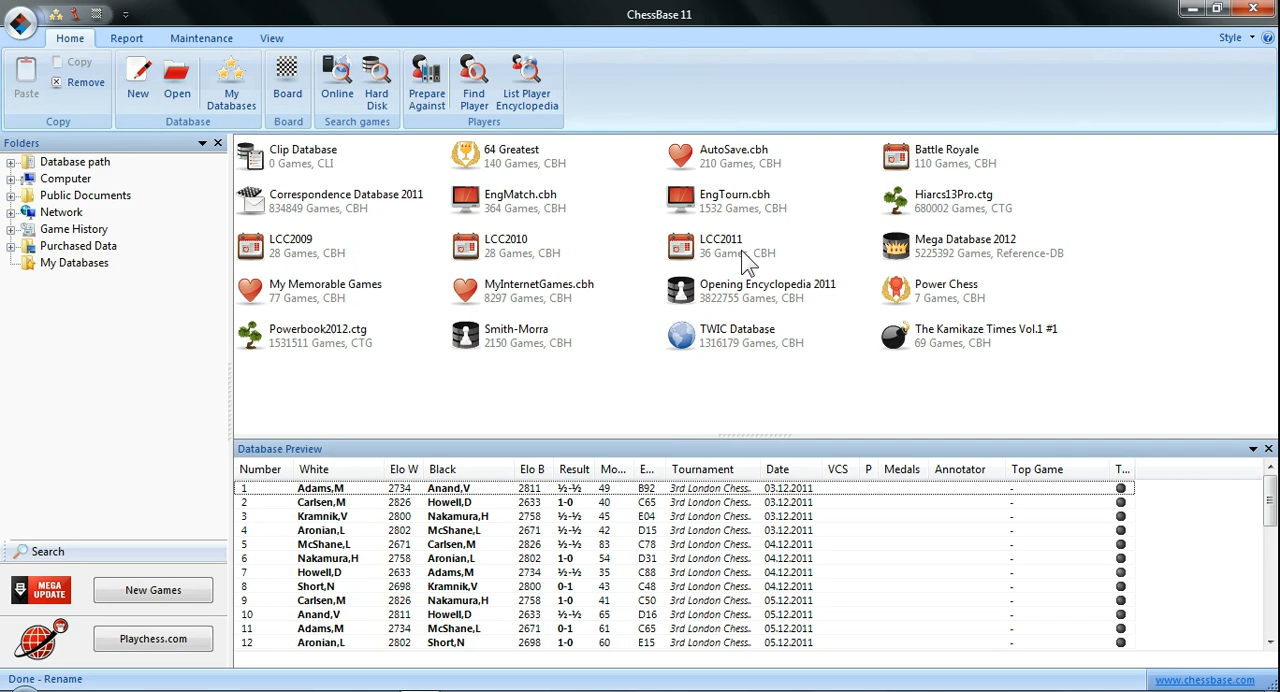 ChessBase 11
Home Report Maintenance View Style
Paste Copy Remove New Open My Databases Board Online Hard Disk Prepare Against Find Player List Player Encyclopedia
Copy Database Board Search games Players
Folders
Database path
Computer
Public Documents
Network
Game History
Purchased Data
My Databases
Search
MEGA UPDATE New Games
Playchess.com
Clip Database 64 Greatest AutoSave.cbh Battle Royale
0 Games, CLI 140 Games, CBH 210 Games, CBH 110 Games, CBH
Correspondence Database 2011 EngMatch.cbh EngTourn.cbh Hiarcs13Pro.ctg
834849 Games, CBH 364 Games, CBH 1532 Games, CBH 680002 Games, CTG
LCC2009 LCC2010 LCC2011 Mega Database 2012
28 Games, CBH 28 Games, CBH 36 Games, CBH 5225392 Games, Reference-DB
My Memorable Games MyInternetGames.cbh Opening Encyclopedia 2011 Power Chess
77 Games, CBH 8297 Games, CBH 3822755 Games, CBH 7 Games, CBH
Powerbook2012.ctg Smith-Morra TWIC Database The Kamikaze Times Vol.1 #1
1531511 Games, CTG 2150 Games, CBH 1316179 Games, CBH 69 Games, CBH
Database Preview
Number White Elo W Black Elo B Result Mo... E... Tournament Date VCS P Medals Annotator Top Game T...
1 Adams,M 2734 Anand,V 2811 ½-½ 49 B92 3rd London Chess. 03.12.2011 -
2 Carlsen,M 2826 Howell,D 2633 1-0 40 C65 3rd London Chess. 03.12.2011 -
3 Kramnik,V 2800 Nakamura,H 2758 ½-½ 45 E04 3rd London Chess. 03.12.2011 -
4 Aronian,L 2802 McShane,L 2671 ½-½ 42 D15 3rd London Chess. 03.12.2011 -
5 McShane,L 2671 Carlsen,M 2826 ½-½ 83 C78 3rd London Chess. 04.12.2011 -
6 Nakamura,H 2758 Aronian,L 2802 1-0 54 D31 3rd London Chess. 04.12.2011 -
7 Howell,D 2633 Adams,M 2734 ½-½ 35 C88 3rd London Chess. 04.12.2011 -
8 Short,N 2698 Kramnik,V 2800 0-1 43 C48 3rd London Chess. 04.12.2011 -
9 Carlsen,M 2826 Nakamura,H 2758 1-0 41 C50 3rd London Chess. 05.12.2011 -
10 Anand,V 2811 Howell,D 2633 ½-½ 65 D16 3rd London Chess. 05.12.2011 -
11 Adams,M 2734 McShane,L 2671 0-1 61 C65 3rd London Chess. 05.12.2011 -
12 Aronian,L 2802 Short,N 2698 1-0 60 E15 3rd London Chess. 05.12.2011 -
Done - Rename www.chessbase.com